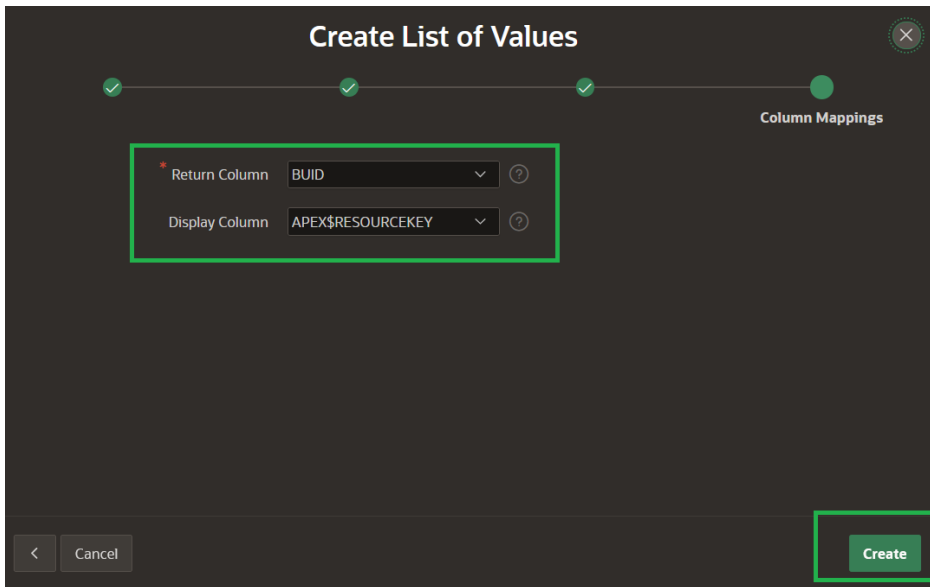 Create List of Values
Column Mappings
* Return Column BUID ?
Display Column APEX$RESOURCEKEY ?
Cancel Create